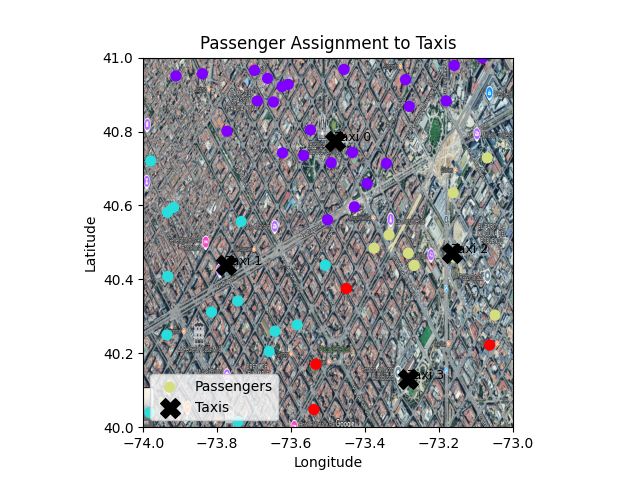 Passenger Assignment to Taxis
41.0
40.8
40.6
40.4
40.2
40.0
Latitude
Taxi 0
Taxi 1
Taxi 2
Taxi 3
Passengers
Taxis
Google
−74.0 −73.8 −73.6 −73.4 −73.2 −73.0
Longitude